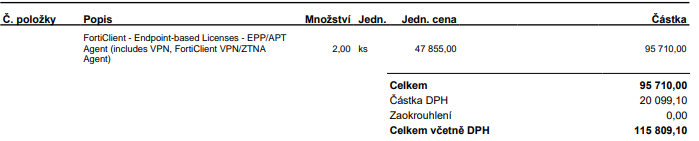 Č. položky Popis Množství Jedn. Jedn. cena Částka
FortiClient - Endpoint-based Licenses - EPP/APT
Agent (includes VPN, FortiClient VPN/ZTNA 2,00 ks 47 855,00 95 710,00
Agent)
Celkem 95 710,00
Částka DPH 20 099,10
Zaokrouhlení 0,00
Celkem včetně DPH 115 809,10